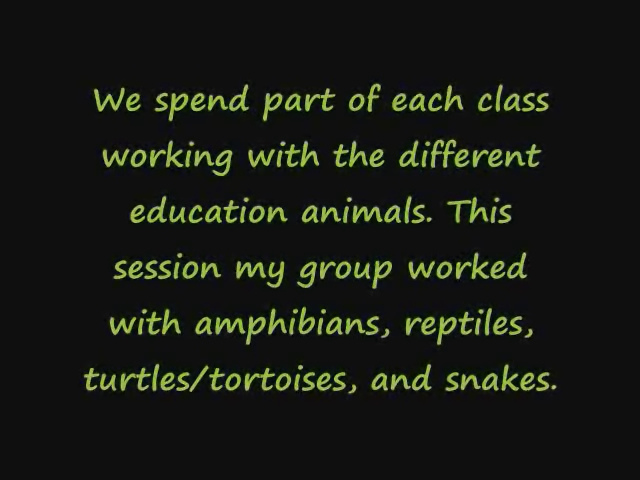 We spend part of each class
working with the different
education animals. This
session my group worked
with amphibians, reptiles,
turtles/tortoises, and snakes.